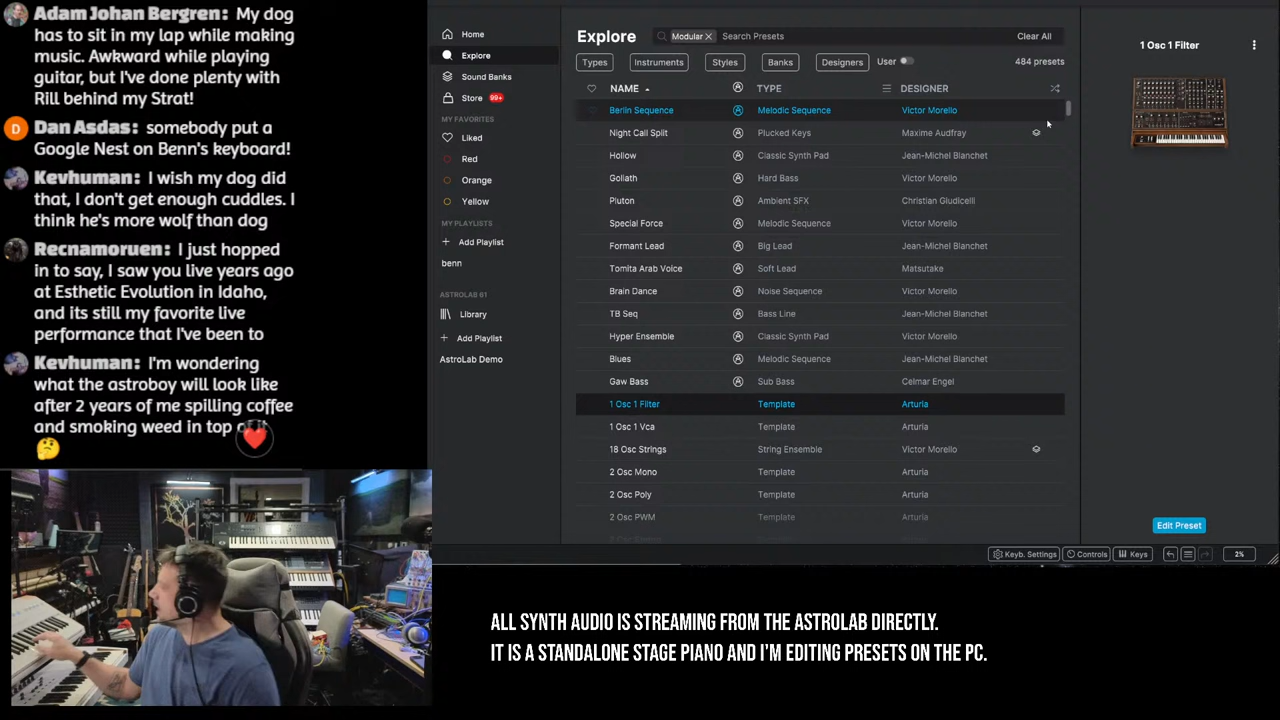 Adam Johan Bergren: My dog
has to sit in my lap while making
music. Awkward while playing
guitar, but I've done plenty with
Rill behind my Strat!
D Dan Asdas: somebody put a
Google Nest on Benn's keyboard!
Kevhuman: I wish my dog did
that, I don't get enough cuddles. I
think he's more wolf than dog
Recnamoruen: I just hopped
in to say, I saw you live years ago
at Esthetic Evolution in Idaho,
and its still my favorite live
performance that I've been to
Kevhuman: I'm wondering
what the astroboy will look like
after 2 years of me spilling coffee
and smoking weed in top of it
Home
Explore
Sound Banks
Store 99+
MY FAVORITES
Liked
Red
Orange
Yellow
MY PLAYLISTS
Add Playlist
benn
ASTROLAB 01
Library
Add Playlist
AstroLab Demo
Explore Modular Search Presets Clear All
Types Instruments Styles Banks Designers User 484 presets
NAME TYPE DESIGNER
Berlin Sequence Melodic Sequence Victor Morello
Night Call Split Plucked Keys Maxime Audfray
Hollow Classic Synth Pad Jean-Michel Blanchet
Goliath Hard Bass Victor Morello
Pluton Ambient SFX Christian Giudicelli
Special Force Melodic Sequence Victor Morello
Formant Lead Big Lead Jean-Michel Blanchet
Tomita Arab Voice Soft Lead Matsutake
Brain Dance Noise Sequence Victor Morello
TB Seq Bass Line Jean-Michel Blanchet
Hyper Ensemble Classic Synth Pad Victor Morello
Blues Melodic Sequence Jean-Michel Blanchet
Gaw Bass Sub Bass Celmar Engel
1 Osc 1 Filter Template Arturia
1 Osc 1 Vca Template Arturia
18 Osc Strings String Ensemble Victor Morello
2 Osc Mono Template Arturia
2 Osc Poly Template Arturia
2 Osc PWM Template Arturia
1 Osc 1 Filter
Edit Preset
Keyb. Settings Controls Keys 2%
ALL SYNTH AUDIO IS STREAMING FROM THE ASTROLAB DIRECTLY.
IT IS A STANDALONE STAGE PIANO AND I'M EDITING PRESETS ON THE PC.